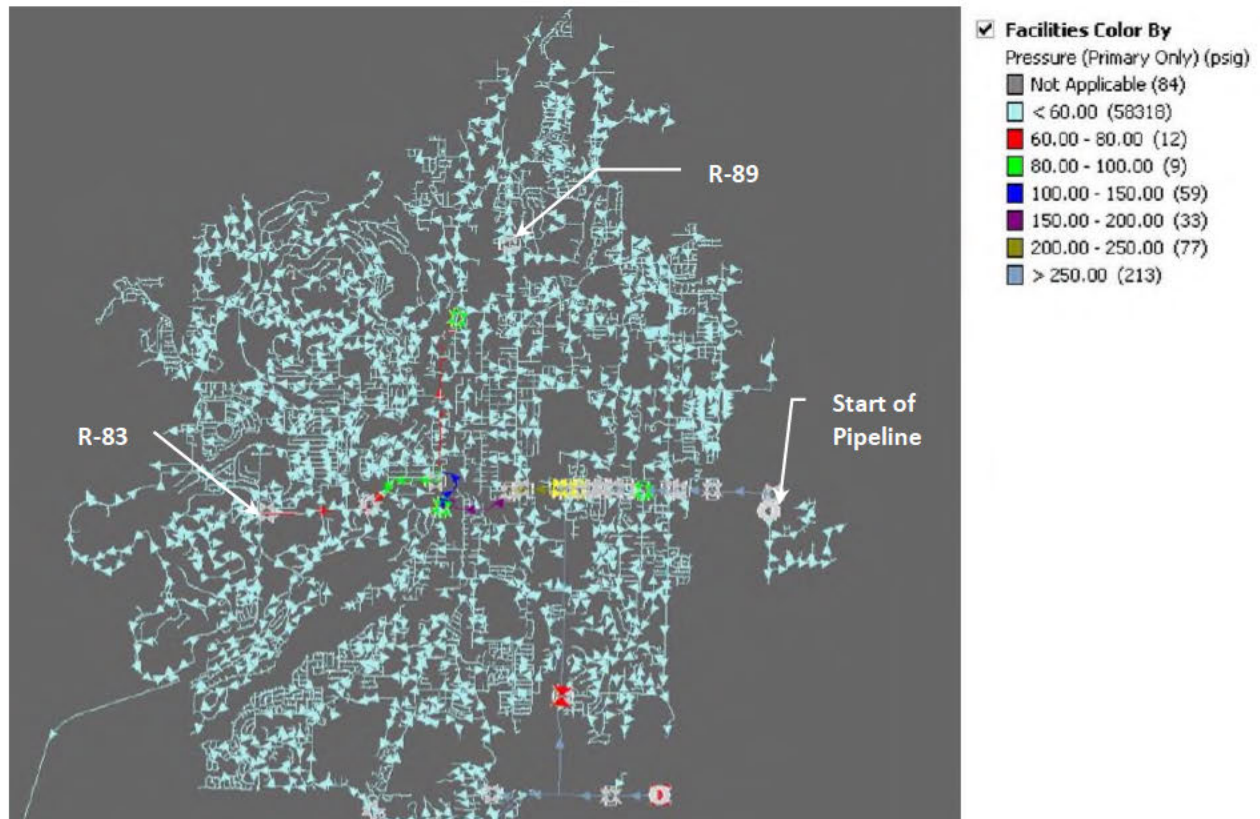 Facilities Color By
Pressure (Primary Only) (psig)
Not Applicable (84)
< 60.00 (58318)
60.00 - 80.00 (12)
80.00 - 100.00 (9)
100.00 - 150.00 (59)
150.00 - 200.00 (33)
200.00 - 250.00 (77)
> 250.00 (213)
R-89
Start of
Pipeline
R-83